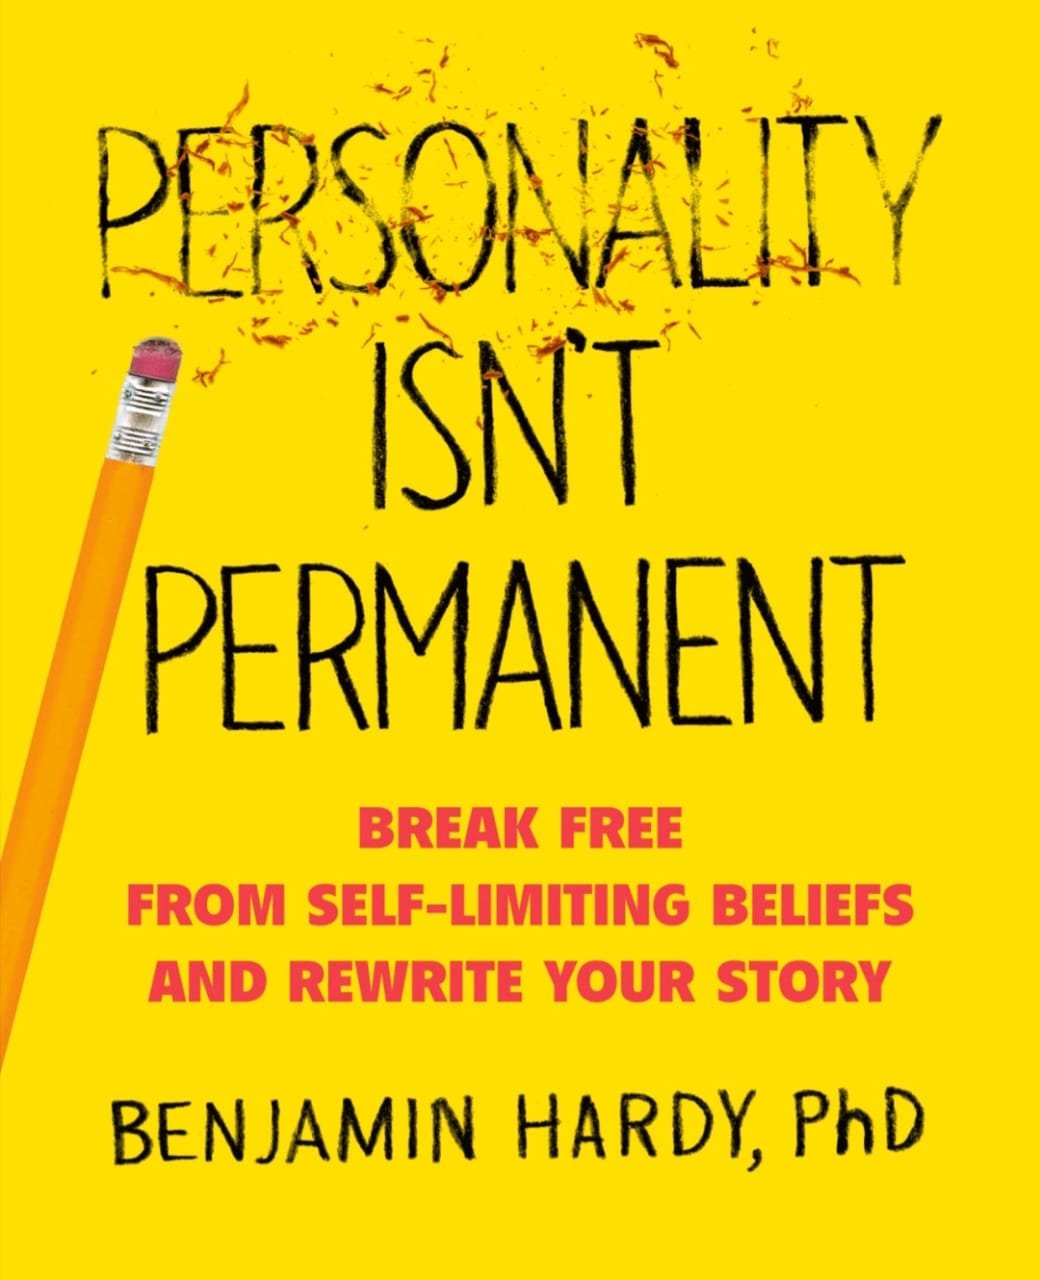 PERSONALITY
ISN'T
PERMANENT
BREAK FREE
FROM SELF-LIMITING BELIEFS
AND REWRITE YOUR STORY
BENJAMIN HARDY, PhD